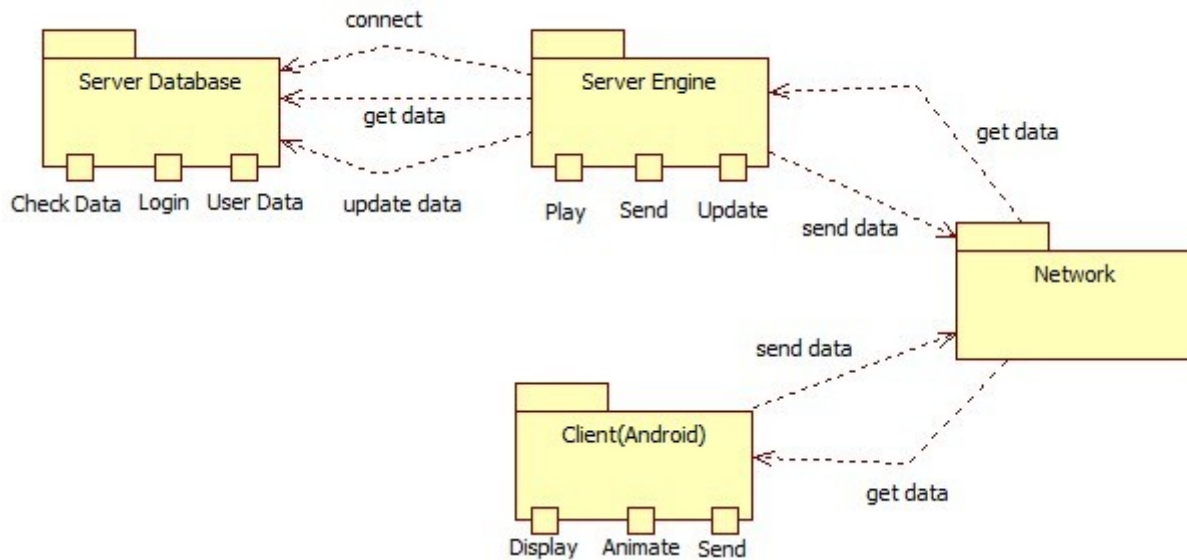 connect
Server Database
Server Engine
get data
get data
Check Data
Login
User Data
update data
Play
Send
Update
send data
Network
send data
Client(Android)
get data
Display
Animate
Send